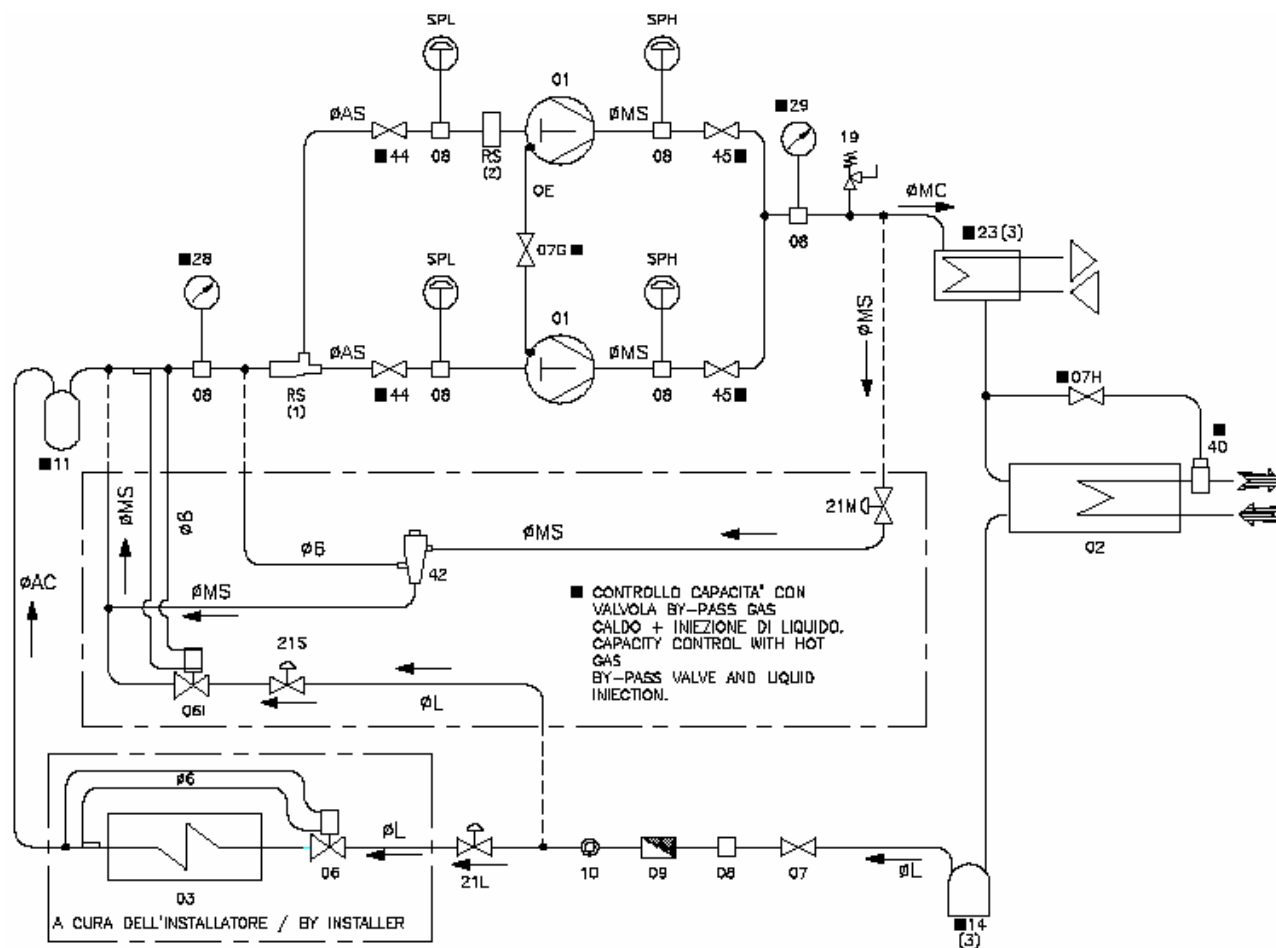 SPL
SPH
01
■29
ØAS
ØMS
19
■44
08
RS
(2)
08
45■
ØMC
OE
08
■23(3)
07G■
■28
SPL
SPH
01
ØMS
ØAS
ØMS
■07H
08
RS
(1)
■44
08
08
45■
■
40
■11
ØMS
ØB
21M
ØMS
02
ØB
42
ØAC
ØMS
■ CONTROLLO CAPACITA' CON
VALVOLA BY-PASS GAS
CALDO + INIEZIONE DI LIQUIDO.
CAPACITY CONTROL WITH HOT
GAS
BY-PASS VALVE AND LIQUID
INJECTION.
21S
ØL
06I
Ø6
ØL
ØL
03
06
21L
10
09
08
07
A CURA DELL'INSTALLATORE / BY INSTALLER
■14
(3)